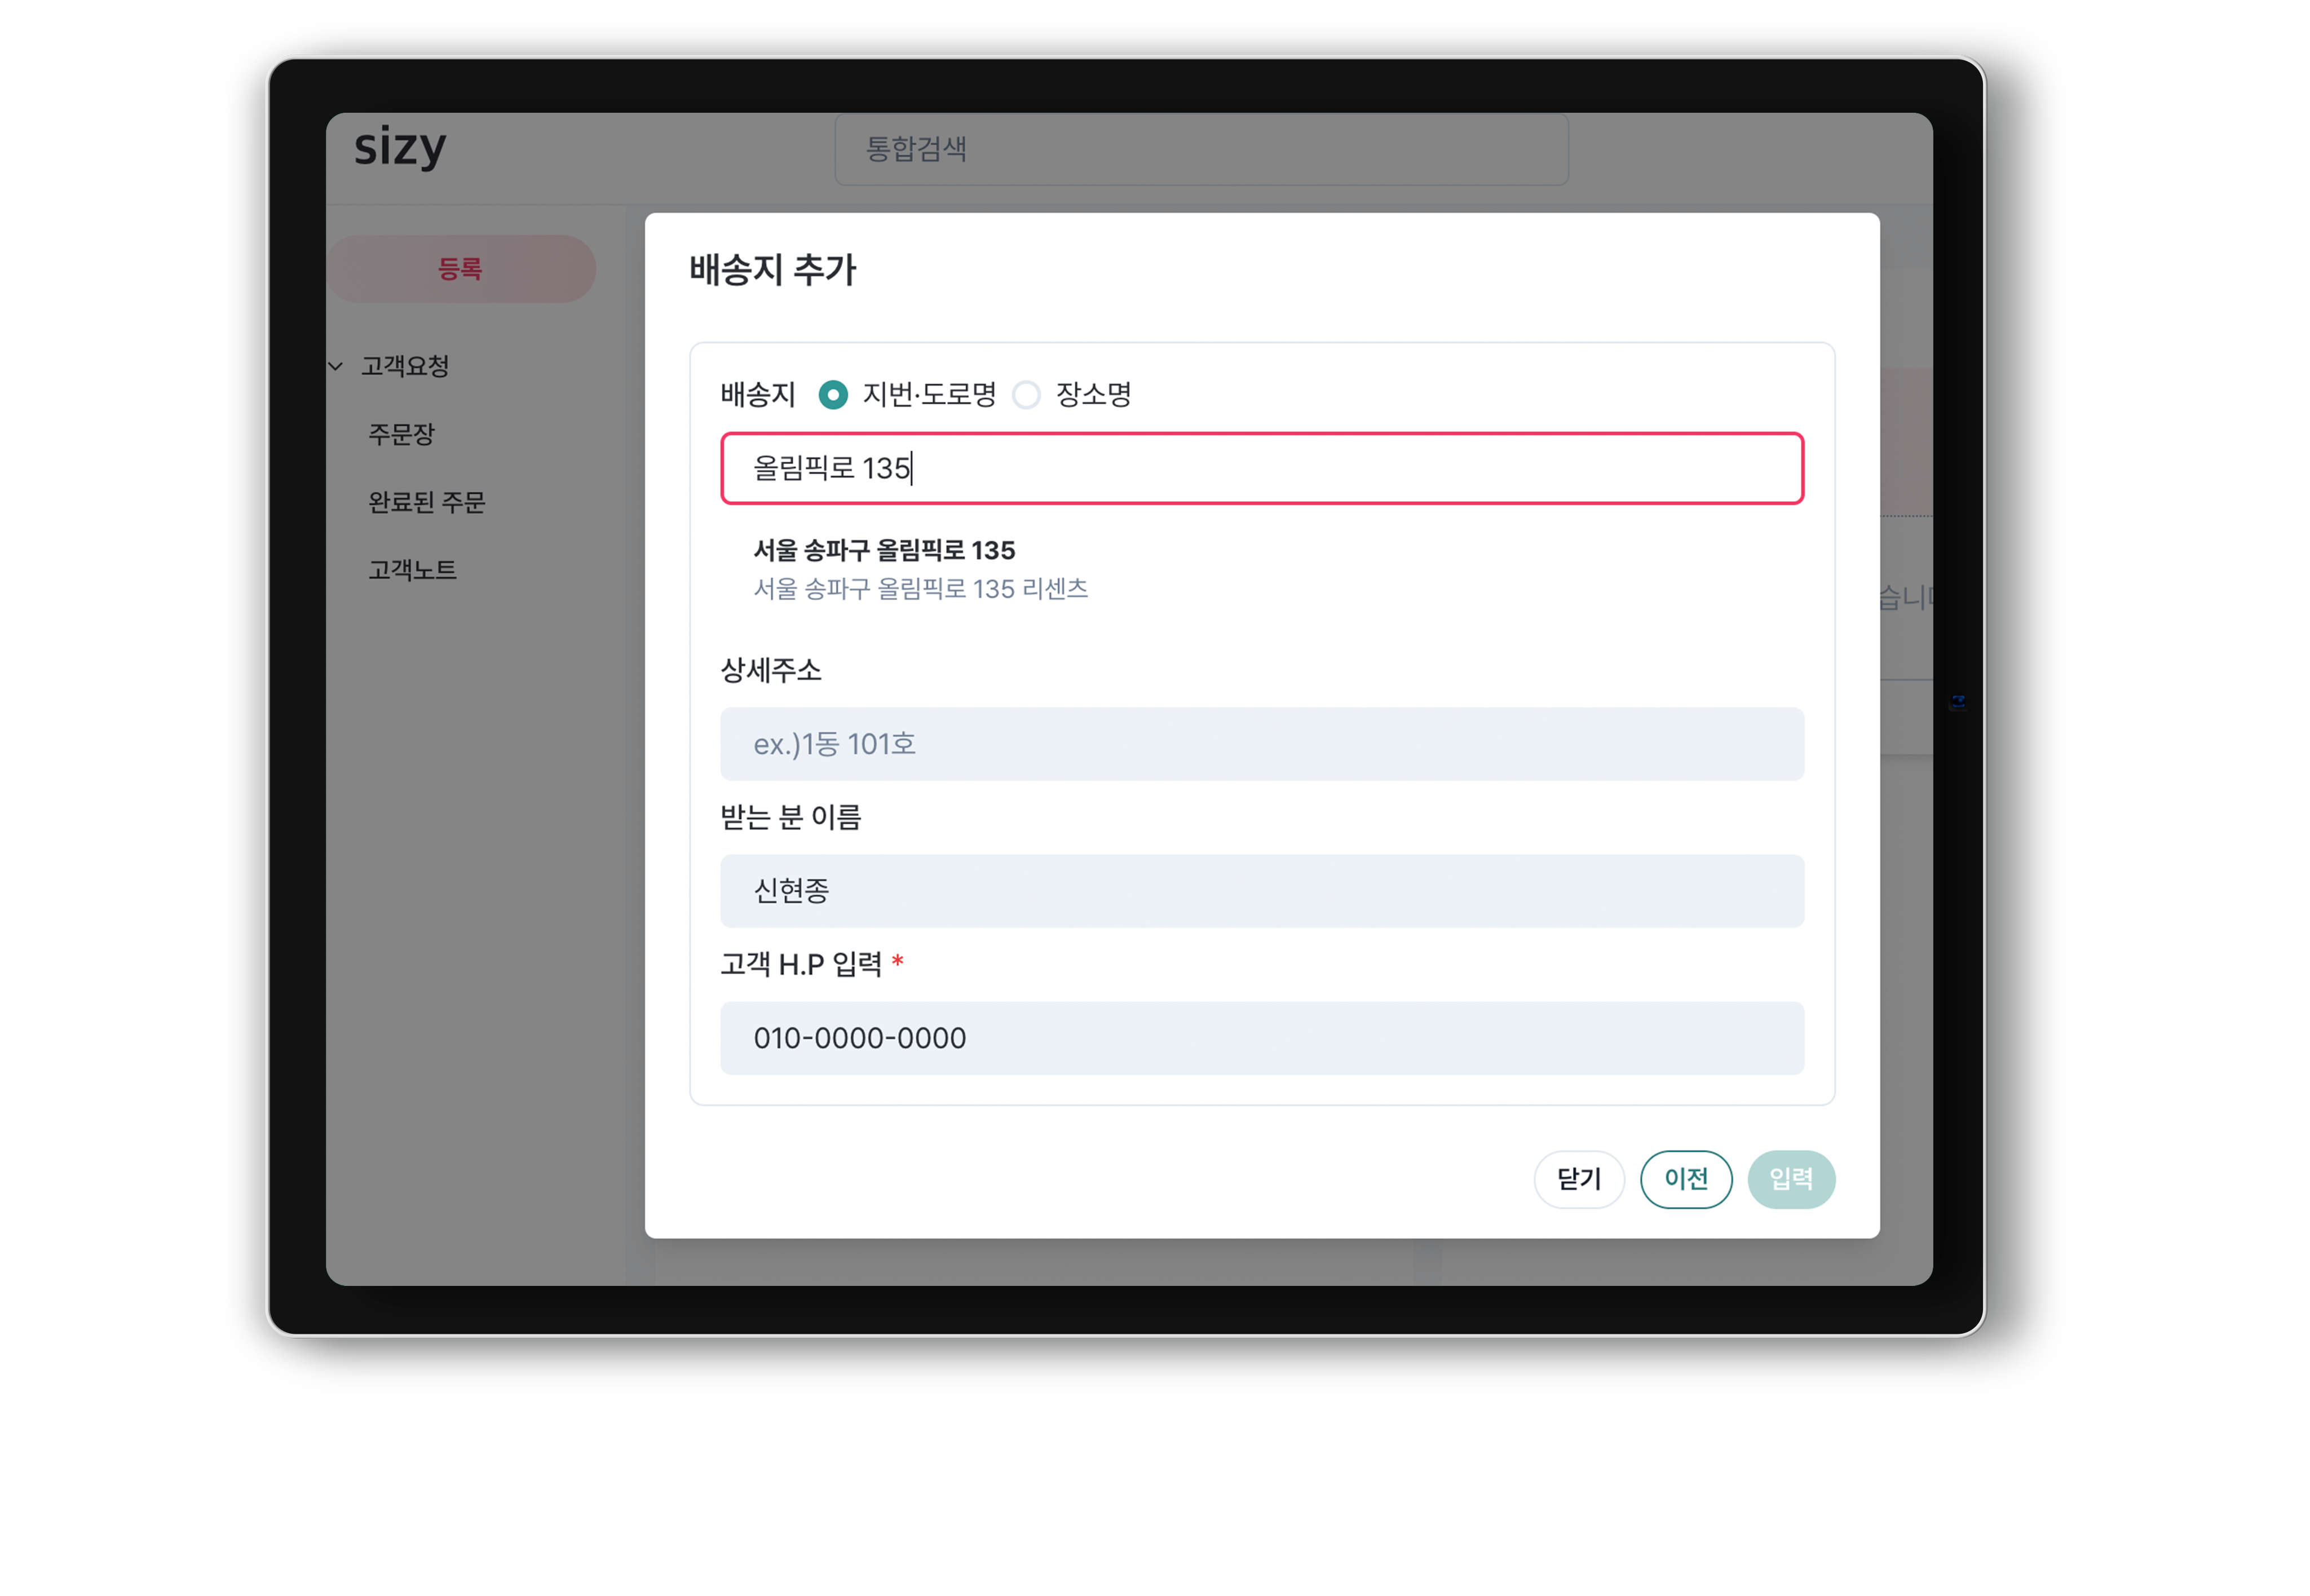 sizy
통합검색
등록
고객요청
주문장
완료된 주문
고객노트
배송지 추가
배송지 지번·도로명 장소명
올림픽로 135
서울 송파구 올림픽로 135
서울 송파구 올림픽로 135 리센츠
상세주소
ex.)1동 101호
받는 분 이름
신현종
고객 H.P 입력 *
010-0000-0000
닫기 이전 입력